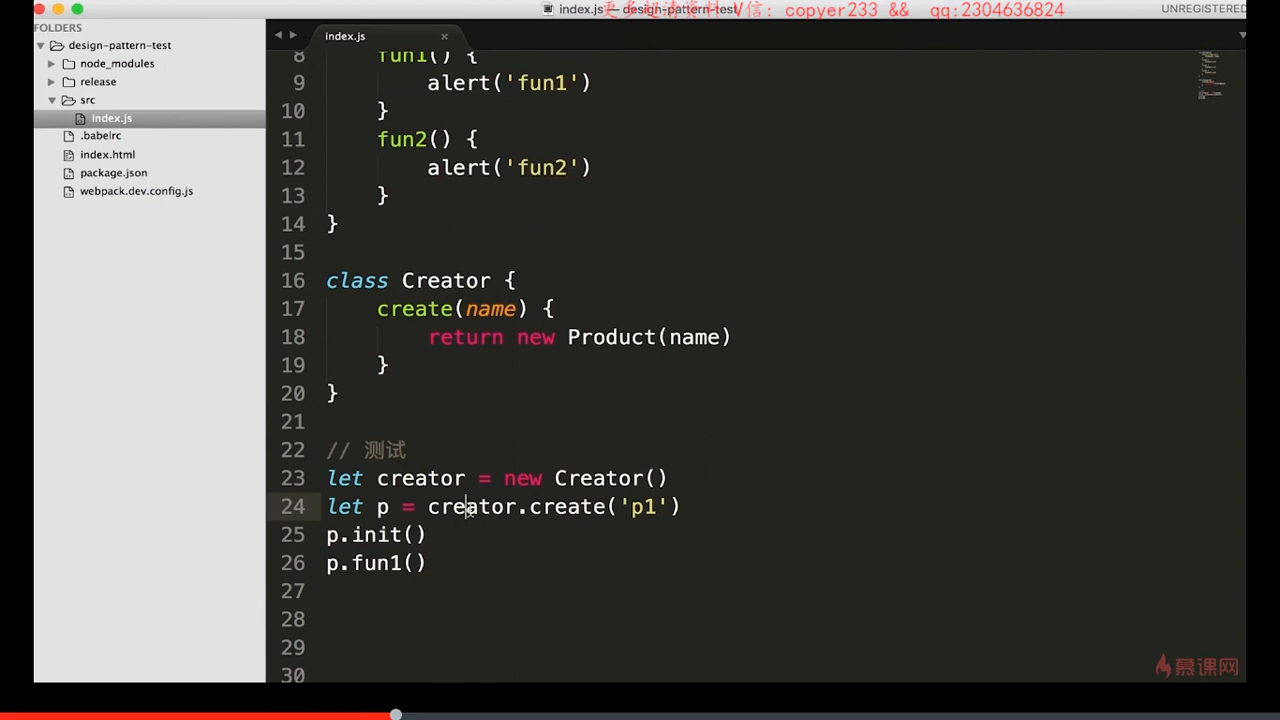 index.js — design-pattern-test
更多超清资料 V信: copyer233 && qq:2304636824
UNREGISTERED
FOLDERS
design-pattern-test
node_modules
release
src
index.js
.babelrc
index.html
package.json
webpack.dev.config.js
index.js
8 fun1() {
9 alert('fun1')
10 }
11 fun2() {
12 alert('fun2')
13 }
14 }
15
16 class Creator {
17 create(name) {
18 return new Product(name)
19 }
20 }
21
22 // 测试
23 let creator = new Creator()
24 let p = creator.create('p1')
25 p.init()
26 p.fun1()
27
28
29
30
慕课网